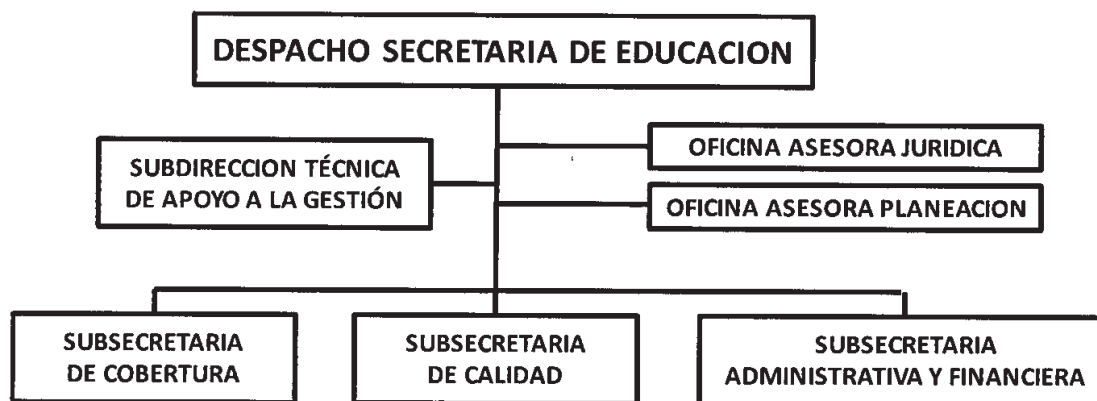 DESPACHO SECRETARIA DE EDUCACION
SUBDIRECCION TÉCNICA
DE APOYO A LA GESTIÓN
OFICINA ASESORA JURIDICA
OFICINA ASESORA PLANEACION
SUBSECRETARIA
DE COBERTURA
SUBSECRETARIA
DE CALIDAD
SUBSECRETARIA
ADMINISTRATIVA Y FINANCIERA